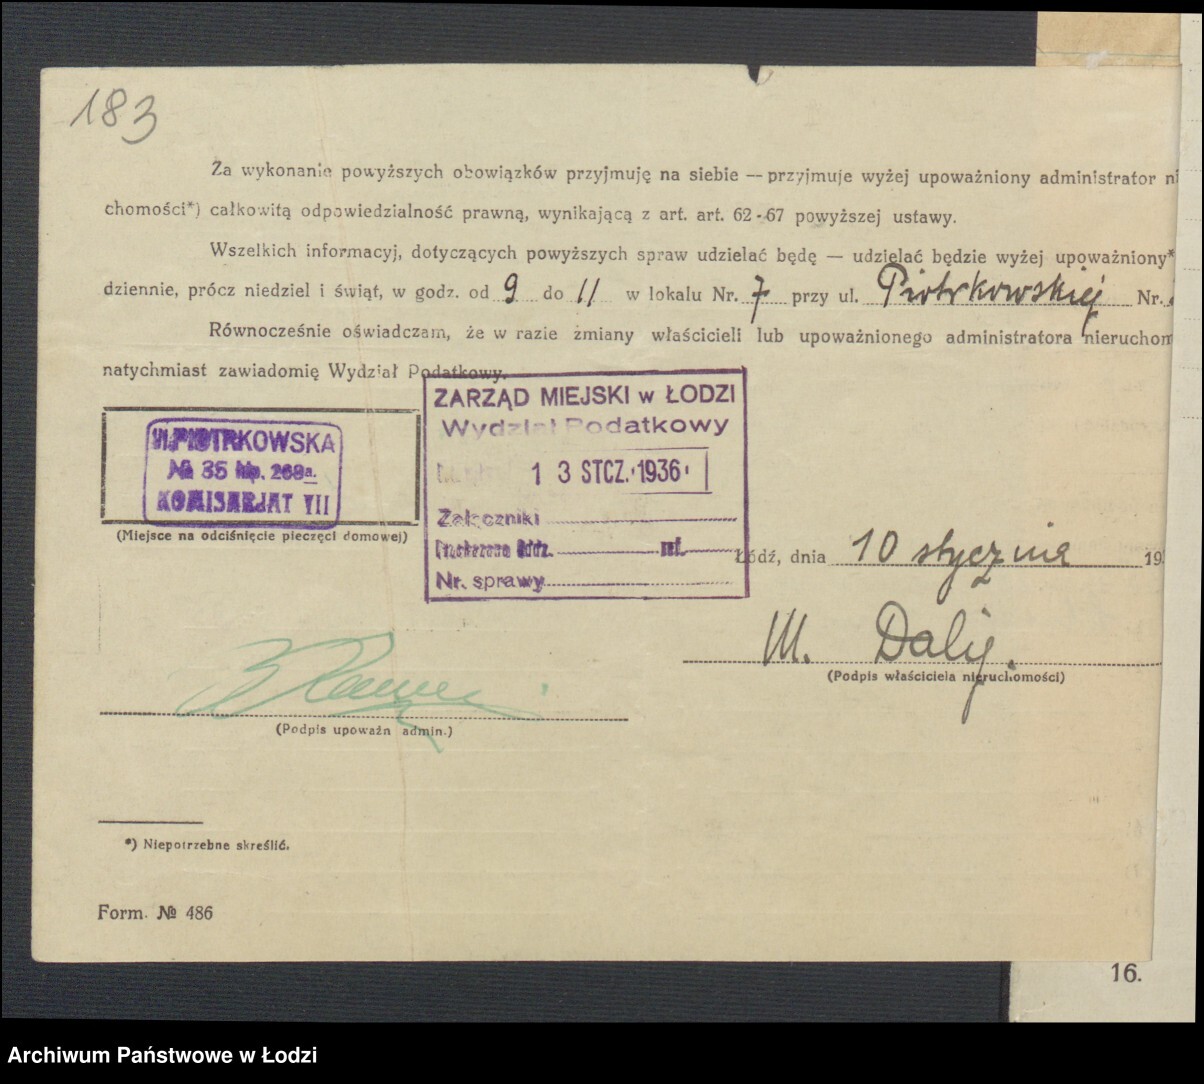 183
Za wykonanie powyższych obowiązków przyjmuję na siebie — przyjmuje wyżej upoważniony administrator ni
chomości*) całkowitą odpowiedzialność prawną, wynikającą z art. art. 62-67 powyższej ustawy.
Wszelkich informacyj, dotyczących powyższych spraw udzielać będę — udzielać będzie wyżej upoważniony*
dziennie, prócz niedziel i świąt, w godz. od 9 do 11 w lokalu Nr. 7 przy ul. Piotrkowskiej Nr.
Równocześnie oświadczam, że w razie zmiany właścicieli lub upoważnionego administratora nieruchom
natychmiast zawiadomię Wydział Podatkowy.
ZARZĄD MIEJSKI w ŁODZI
Wydział Podatkowy
13 STCZ. 1936
Załączniki
Nr. sprawy
Ul. PIOTRKOWSKA
№ 35 hip. 268a.
KOMISARJAT VII
(Miejsce na odciśnięcie pieczęci domowej)
Łódź, dnia 10 stycznia 19
M. Dalig.
(Podpis właściciela nieruchomości)
(Podpis upoważn admin.)
*) Niepotrzebne skreślić.
Form. № 486
16.
Archiwum Państwowe w Łodzi